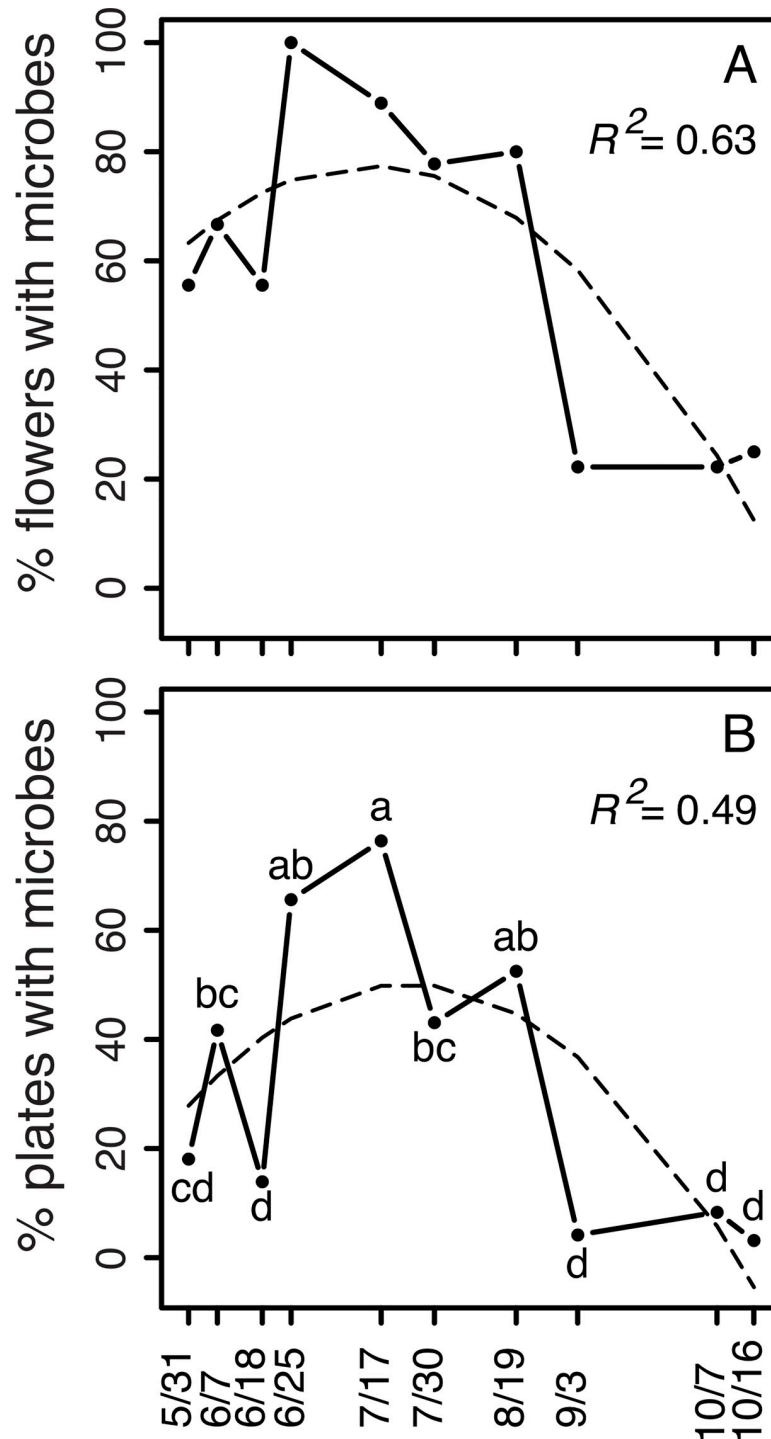 % flowers with microbes
100
80
60
40
20
0
A
R² = 0.63
% plates with microbes
100
80
60
40
20
0
B
R² = 0.49
cd
bc
d
ab
a
bc
ab
d
d
d
5/31
6/7
6/18
6/25
7/17
7/30
8/19
9/3
10/7
10/16